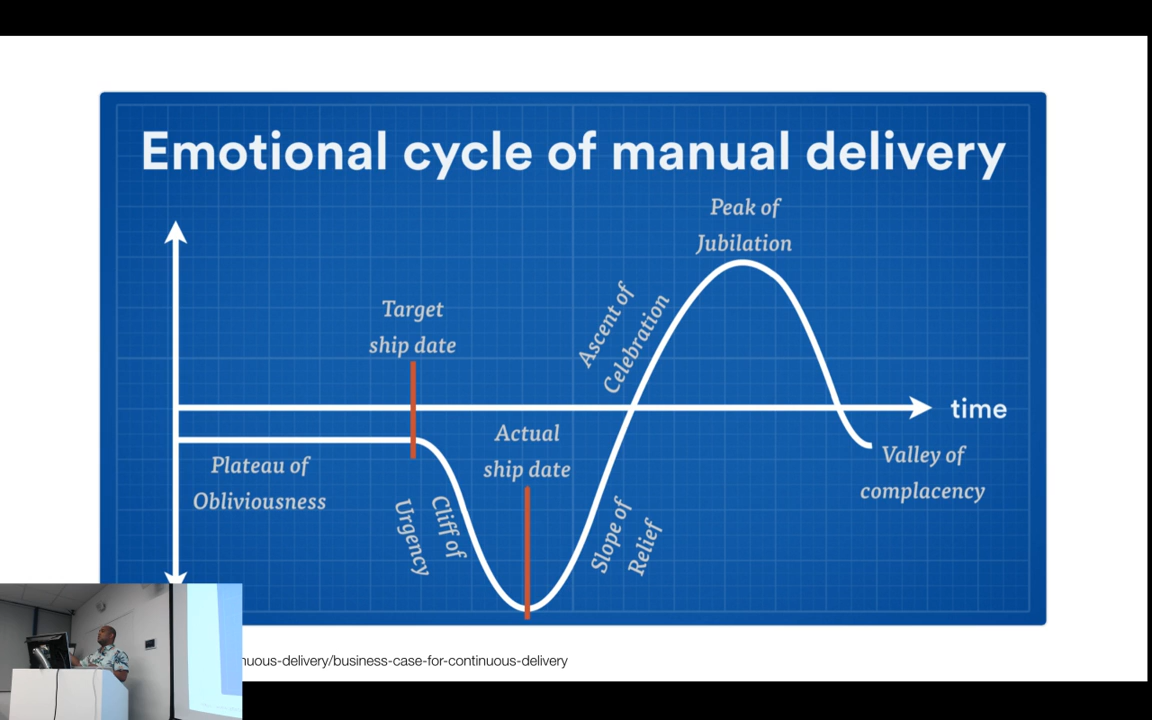 Emotional cycle of manual delivery
Peak of
Jubilation
Target
ship date
Ascent of
Celebration
time
Actual
ship date
Plateau of
Obliviousness
Cliff of
Urgency
Slope of
Relief
Valley of
complacency
nuous-delivery/business-case-for-continuous-delivery